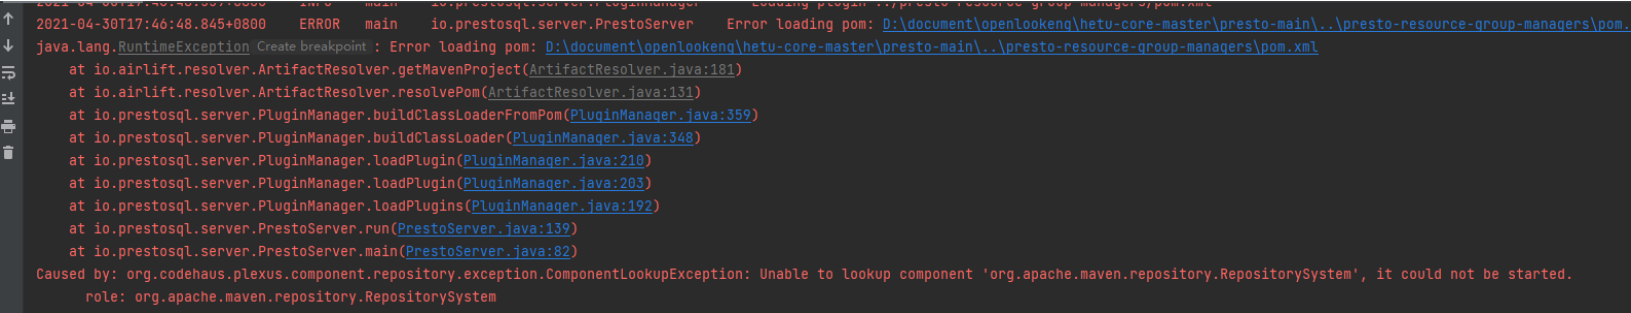 2021-04-30T17:46:48.845+0800 ERROR main io.prestosql.server.PrestoServer Error loading pom: D:\document\openlookeng\hetu-core-master\presto-main\..\presto-resource-group-managers\pom.
java.lang.RuntimeException Create breakpoint : Error loading pom: D:\document\openlookeng\hetu-core-master\presto-main\..\presto-resource-group-managers\pom.xml
at io.airlift.resolver.ArtifactResolver.getMavenProject(ArtifactResolver.java:181)
at io.airlift.resolver.ArtifactResolver.resolvePom(ArtifactResolver.java:131)
at io.prestosql.server.PluginManager.buildClassLoaderFromPom(PluginManager.java:359)
at io.prestosql.server.PluginManager.buildClassLoader(PluginManager.java:348)
at io.prestosql.server.PluginManager.loadPlugin(PluginManager.java:210)
at io.prestosql.server.PluginManager.loadPlugin(PluginManager.java:203)
at io.prestosql.server.PluginManager.loadPlugins(PluginManager.java:192)
at io.prestosql.server.PrestoServer.run(PrestoServer.java:139)
at io.prestosql.server.PrestoServer.main(PrestoServer.java:82)
Caused by: org.codehaus.plexus.component.repository.exception.ComponentLookupException: Unable to lookup component 'org.apache.maven.repository.RepositorySystem', it could not be started.
role: org.apache.maven.repository.RepositorySystem